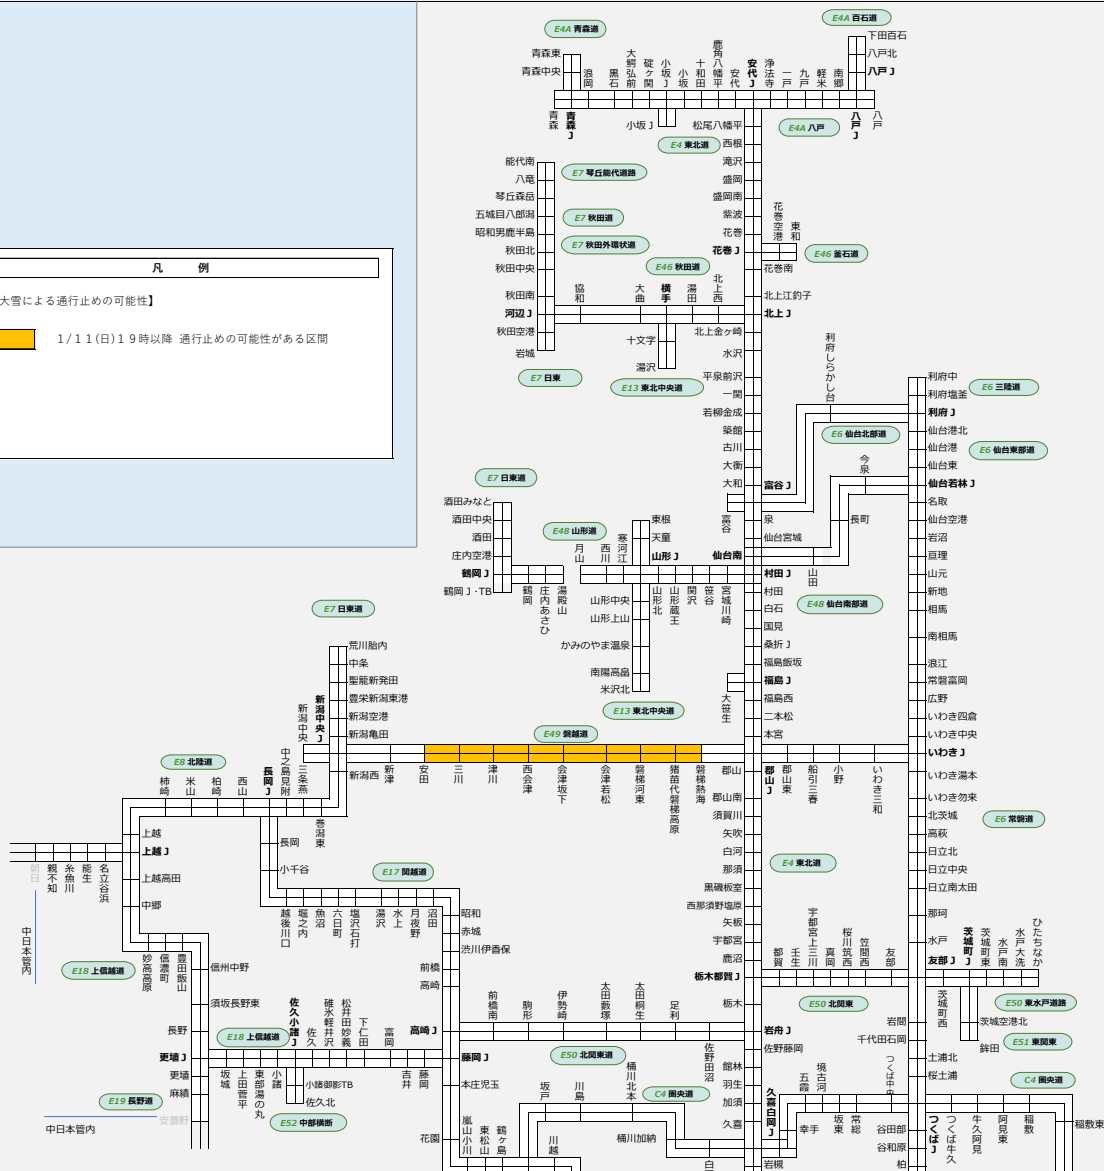 凡　例
大雪による通行止めの可能性】
1/11(日)19時以降 通行止めの可能性がある区間
E4A 青森道
E4A 百石道
青森東
青森中央
浪岡
黒石
大鰐弘前
碇ヶ関
小坂J
小坂
十和田
鹿角八幡平
安代
安代J
浄法寺
一戸
九戸
軽米
南郷
下田百石
八戸北
八戸J
青森
青森J
小坂J
八戸J
八戸
E4A 八戸
E4 東北道
松尾八幡平
西根
滝沢
盛岡
盛岡南
紫波
花巻
花巻J
花巻空港
東和
E46 釜石道
花巻南
能代南
八竜
琴丘森岳
五城目八郎潟
昭和男鹿半島
秋田北
秋田中央
秋田南
河辺J
秋田空港
岩城
E7 琴丘能代道路
E7 秋田道
E7 秋田外環状道
E46 秋田道
協和
大曲
横手
湯田
北上西
北上江釣子
北上J
北上金ヶ崎
十文字
湯沢
水沢
E7 日東
E13 東北中央道
平泉前沢
一関
若柳金成
築館
古川
大衡
大和
富谷J
富谷
泉
利府しらかし台
利府中
利府塩釜
利府J
仙台港北
仙台港
仙台東
仙台若林J
名取
仙台空港
岩沼
亘理
山元
新地
相馬
南相馬
浪江
常磐富岡
広野
いわき四倉
いわき中央
いわきJ
いわき湯本
いわき勿来
北茨城
高萩
日立北
日立中央
日立南太田
那珂
水戸
友部J
E6 三陸道
E6 仙台北部道
E6 仙台東部道
今泉
長町
仙台宮城
仙台南
E7 日東道
酒田みなと
酒田中央
酒田
庄内空港
鶴岡J
鶴岡J・TB
鶴岡
庄内あさひ
湯殿山
E48 山形道
月山
西川
寒河江
東根
天童
山形J
山形北
山形蔵王
関沢
笹谷
宮城川崎
村田J
山田
村田
白石
E48 仙台南部道
国見
桑折J
福島飯坂
福島J
大笹生
福島西
二本松
本宮
山形中央
山形上山
かみのやま温泉
南陽高畠
米沢北
E13 東北中央道
E7 日東道
荒川胎内
中条
聖籠新発田
豊栄新潟東港
新潟空港
新潟亀田
新潟中央
新潟中央J
新潟西
新津
安田
三川
津川
西会津
会津坂下
会津若松
磐梯河東
猪苗代磐梯高原
磐梯熱海
E49 磐越道
郡山
郡山J
郡山東
船引三春
小野
いわき三和
E8 北陸道
柿崎
米山
柏崎
西山
長岡J
中之島見附
三条燕
巻潟東
長岡
小千谷
上越
上越J
上越高田
中郷
朝日
親不知
糸魚川
能生
名立谷浜
中日本管内
郡山南
須賀川
矢吹
白河
那須
黒磯板室
西那須野塩原
矢板
宇都宮
鹿沼
栃木都賀J
栃木
岩舟J
佐野藤岡
館林
羽生
加須
久喜
E4 東北道
E6 常磐道
E17 関越道
越後川口
堀之内
魚沼
六日町
塩沢石打
湯沢
水上
月夜野
沼田
昭和
赤城
渋川伊香保
前橋
高崎
高崎J
藤岡J
本庄児玉
花園
E18 上信越道
妙高高原
信濃町
豊田飯山
信州中野
須坂長野東
長野
更埴J
更埴
麻績
安曇野
E19 長野道
中日本管内
E18 上信越道
坂城
上田菅平
東部湯の丸
小諸
佐久小諸J
佐久
碓氷軽井沢
松井田妙義
下仁田
富岡
吉井
藤岡
小諸御影TB
佐久北
E52 中部横断
前橋南
駒形
伊勢崎
太田藪塚
太田桐生
足利
佐野田沼
E50 北関東道
都賀
壬生
宇都宮上三川
真岡
桜川筑西
笠間西
友部
E50 北関東
茨城町J
茨城町東
水戸南
水戸大洗
ひたちなか
茨城町西
E50 東水戸道路
茨城空港北
鉾田
E51 東関東
岩間
千代田石岡
土浦北
桜土浦
C4 圏央道
坂戸
川島
桶川北本
C4 圏央道
久喜白岡J
五霞
境古河
つくば中央
幸手
坂東
常総
谷田部
谷和原
柏
つくばJ
つくば牛久
牛久阿見
阿見東
稲敷
稲敷東
嵐山小川
東松山
鶴ヶ島
川越
桶川加納
白
岩槻